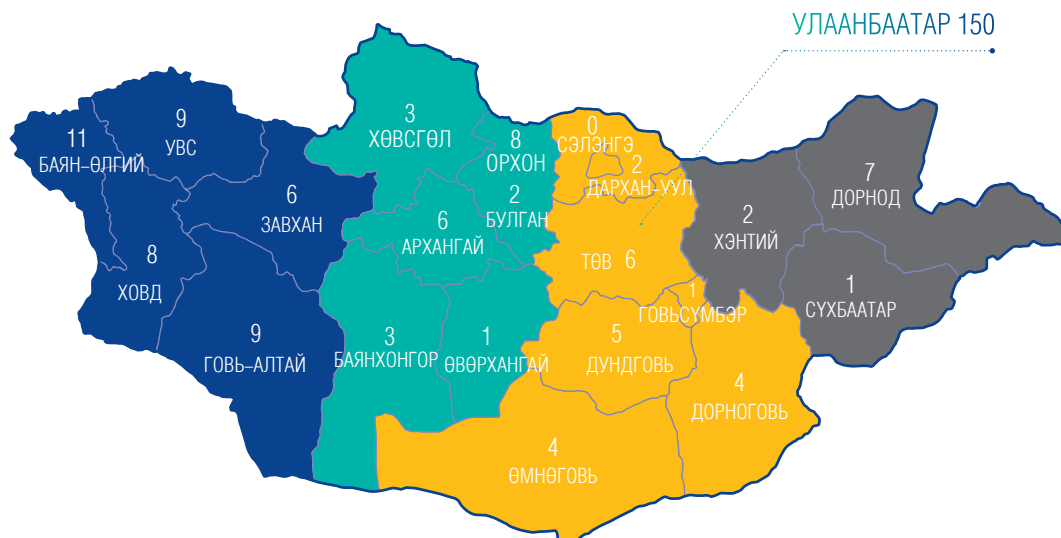 УЛААНБААТАР 150
11
БАЯН-ӨЛГИЙ
9
УВС
8
ХОВД
6
ЗАВХАН
9
ГОВЬ-АЛТАЙ
3
ХӨВСГӨЛ
8
ОРХОН
2
БУЛГАН
6
АРХАНГАЙ
3
БАЯНХОНГОР
1
ӨВӨРХАНГАЙ
0
СЭЛЭНГЭ
2
ДАРХАН-УУЛ
ТӨВ 6
1
ГОВЬСҮМБЭР
5
ДУНДГОВЬ
4
ДОРНОГОВЬ
4
ӨМНӨГОВЬ
2
ХЭНТИЙ
7
ДОРНОД
1
СҮХБААТАР